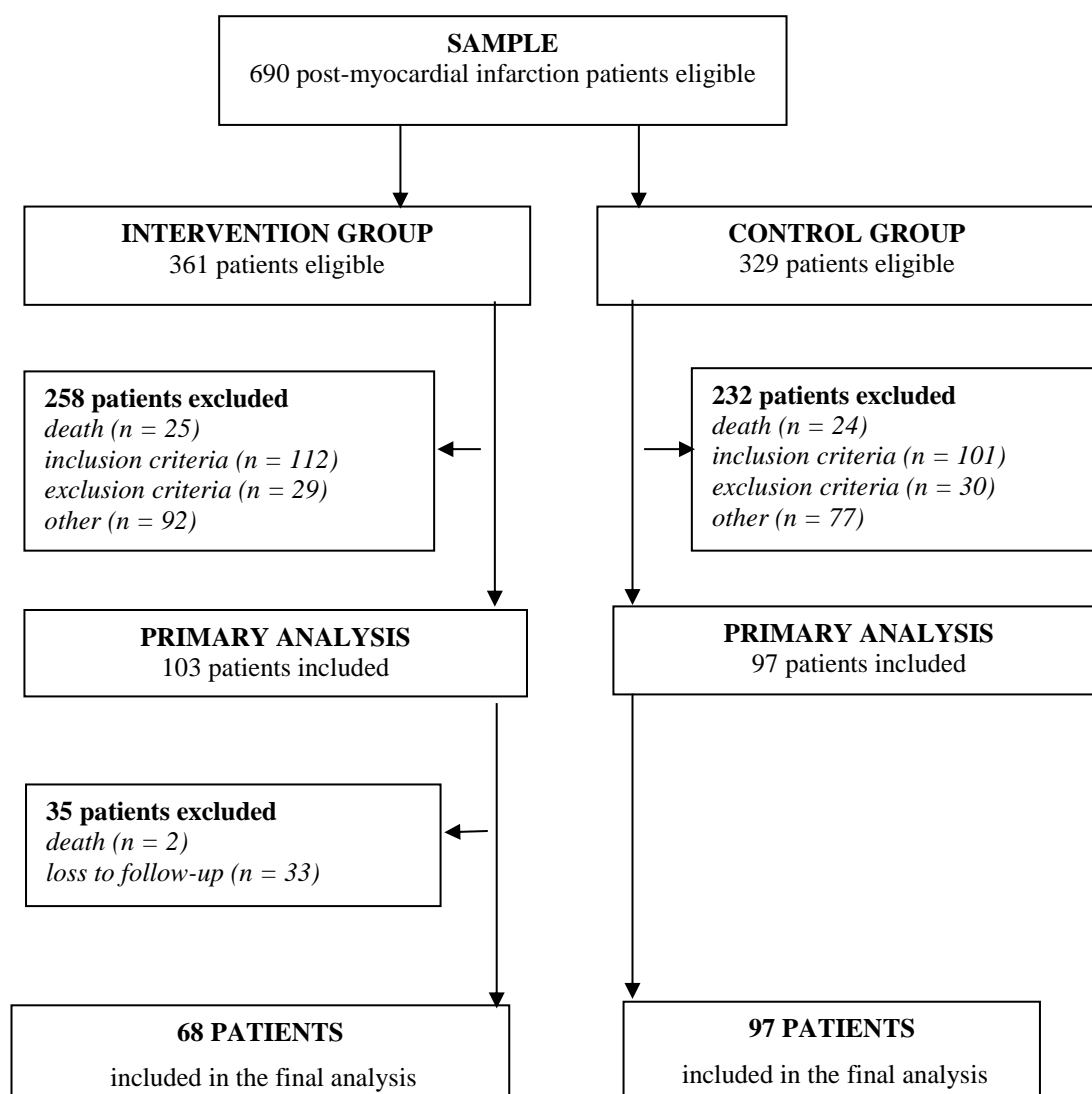 SAMPLE
690 post-myocardial infarction patients eligible
INTERVENTION GROUP
361 patients eligible
CONTROL GROUP
329 patients eligible
258 patients excluded
death (n = 25)
inclusion criteria (n = 112)
exclusion criteria (n = 29)
other (n = 92)
232 patients excluded
death (n = 24)
inclusion criteria (n = 101)
exclusion criteria (n = 30)
other (n = 77)
PRIMARY ANALYSIS
103 patients included
PRIMARY ANALYSIS
97 patients included
35 patients excluded
death (n = 2)
loss to follow-up (n = 33)
68 PATIENTS
included in the final analysis
97 PATIENTS
included in the final analysis